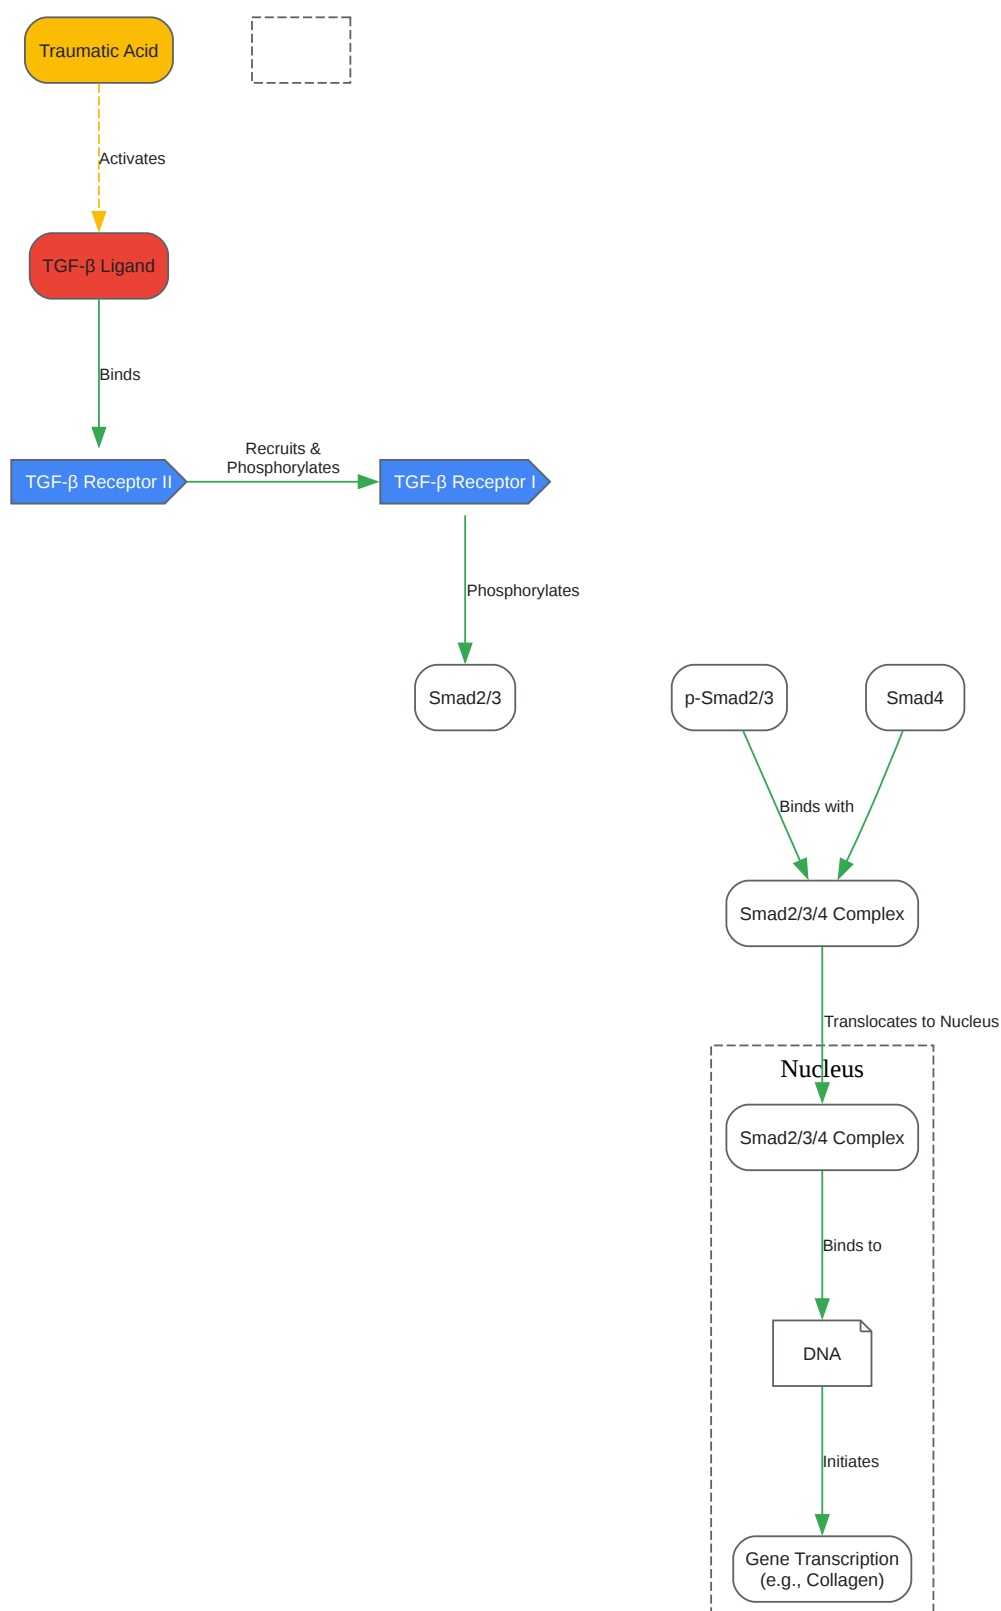 Traumatic Acid
Activates
TGF-β Ligand
Binds
Recruits &
Phosphorylates
TGF-β Receptor II
TGF-β Receptor I
Phosphorylates
Smad2/3
p-Smad2/3
Smad4
Binds with
Smad2/3/4 Complex
Translocates to Nucleus
Nucleus
Smad2/3/4 Complex
Binds to
DNA
Initiates
Gene Transcription
(e.g., Collagen)